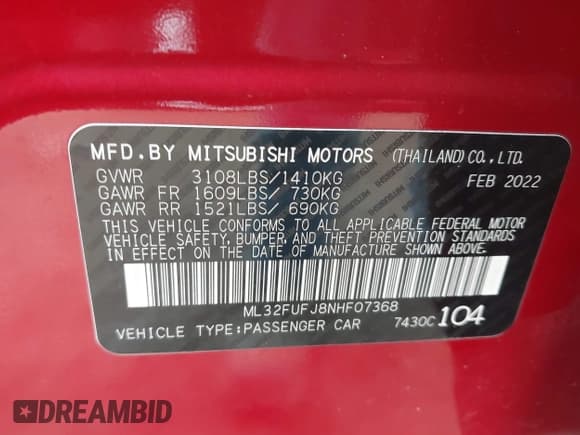 MFD.BY MITSUBISHI MOTORS (THAILAND)CO.,LTD.
GVWR 3108LBS/1410KG FEB 2022
GAWR FR 1609LBS/ 730KG
GAWR RR 1521LBS/ 690KG
THIS VEHICLE CONFORMS TO ALL APPLICABLE FEDERAL MOTOR
VEHICLE SAFETY, BUMPER, AND THEFT PREVENTION STANDARDS
IN EFFECT ON THE DATE OF MANUFACTURE SHOWN ABOVE.
ML32FUFJ8NHF07368
VEHICLE TYPE:PASSENGER CAR 7430C 104
DREAMBID